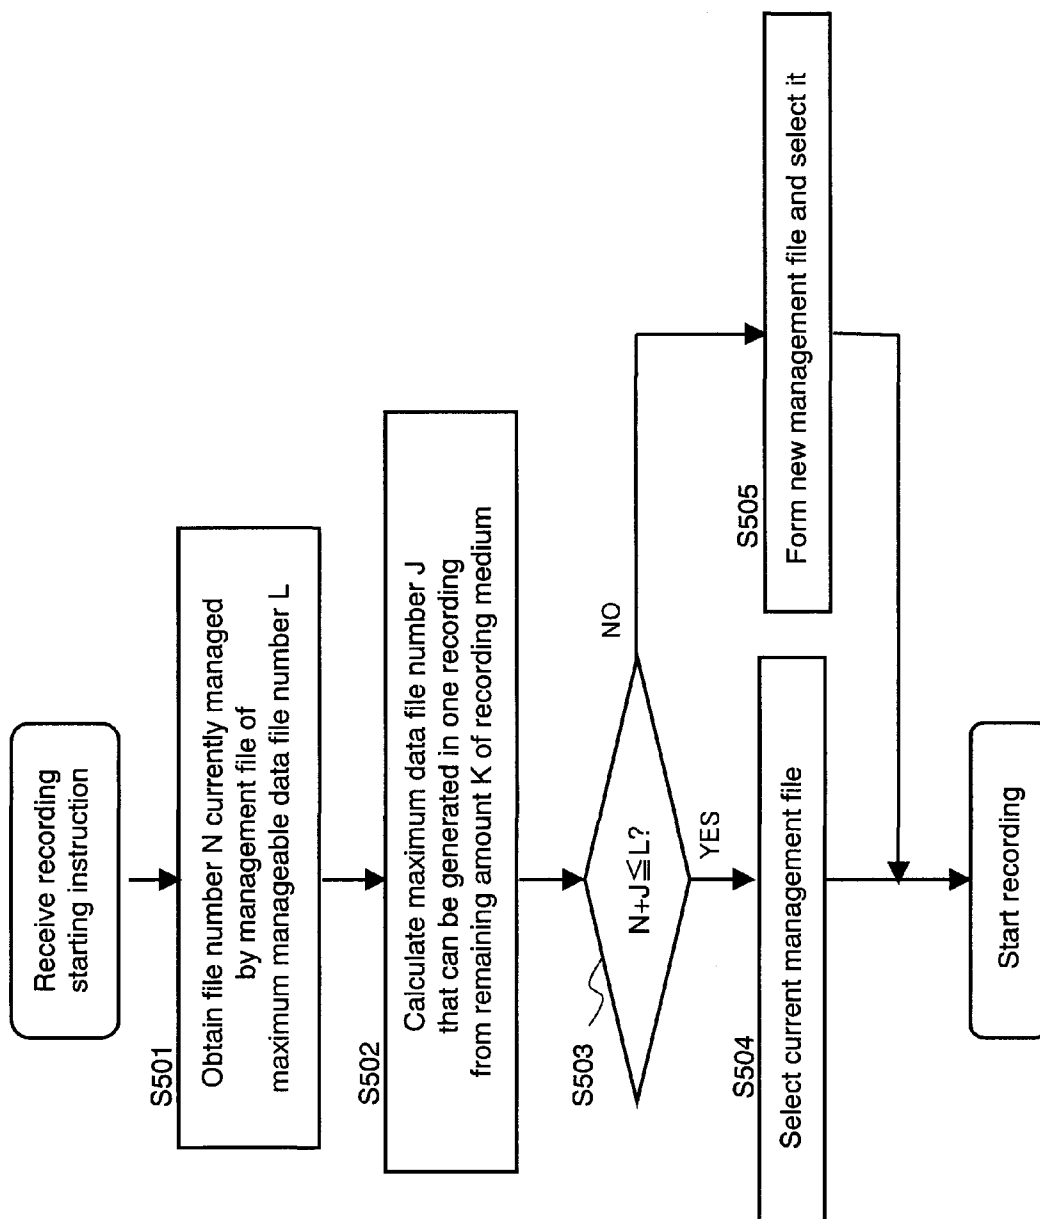 Receive recording
starting instruction
S501
Obtain file number N currently managed
by management file of
maximum manageable data file number L
S502
Calculate maximum data file number J
that can be generated in one recording
from remaining amount K of recording medium
S503
N+J≦L?
NO
YES
S504
Select current management file
S505
Form new management file and select it
Start recording